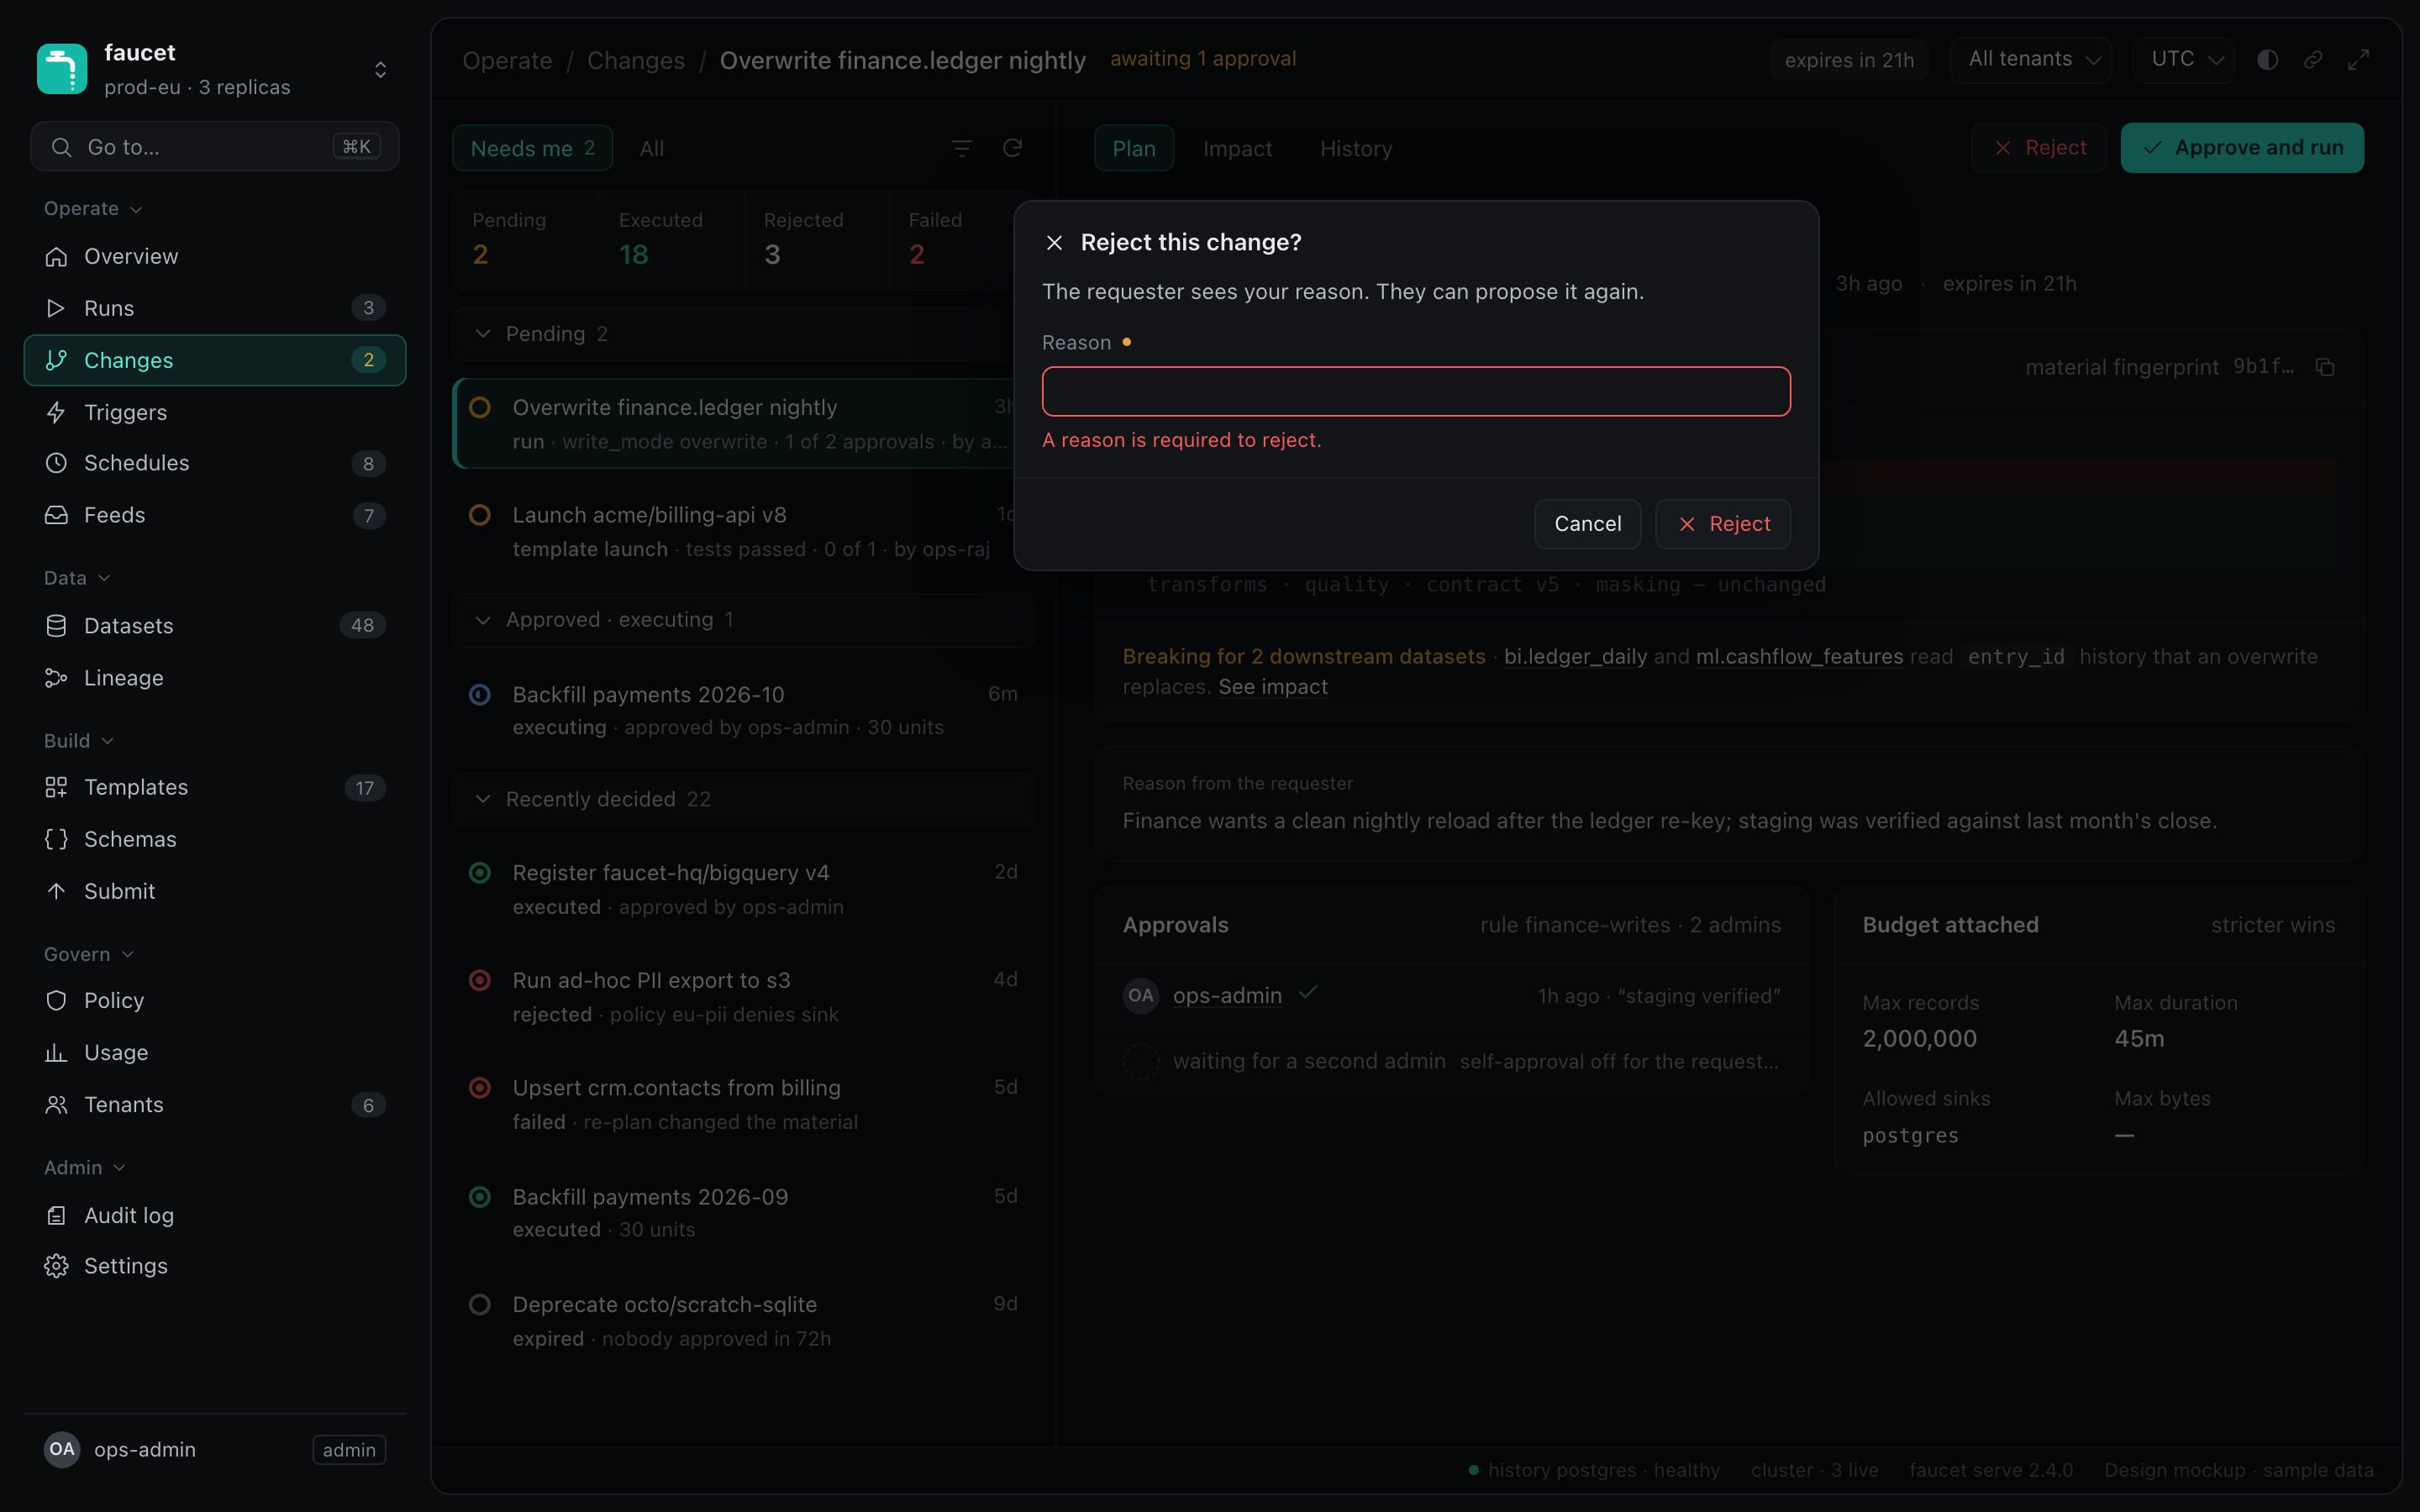 faucet
prod-eu · 3 replicas
Go to...
⌘K
Operate
Overview
Runs 3
Changes 2
Triggers
Schedules 8
Feeds 7
Data
Datasets 48
Lineage
Build
Templates 17
Schemas
Submit
Govern
Policy
Usage
Tenants 6
Admin
Audit log
Settings
OA ops-admin admin
Operate / Changes / Overwrite finance.ledger nightly awaiting 1 approval
expires in 21h All tenants UTC
Needs me 2 All
Pending Executed Rejected Failed
2 18 3 2
Pending 2
Overwrite finance.ledger nightly 3h
run · write_mode overwrite · 1 of 2 approvals · by a...
Launch acme/billing-api v8
template launch · tests passed · 0 of 1 · by ops-raj
Approved · executing 1
Backfill payments 2026-10 6m
executing · approved by ops-admin · 30 units
Recently decided 22
Register faucet-hq/bigquery v4 2d
executed · approved by ops-admin
Run ad-hoc PII export to s3 4d
rejected · policy eu-pii denies sink
Upsert crm.contacts from billing 5d
failed · re-plan changed the material
Backfill payments 2026-09 5d
executed · 30 units
Deprecate octo/scratch-sqlite 9d
expired · nobody approved in 72h
Plan Impact History
Reject Approve and run
3h ago · expires in 21h
material fingerprint 9b1f…
Reject this change?
The requester sees your reason. They can propose it again.
Reason
A reason is required to reject.
Cancel Reject
transforms · quality · contract v5 · masking — unchanged
Breaking for 2 downstream datasets · bi.ledger_daily and ml.cashflow_features read entry_id history that an overwrite
replaces. See impact
Reason from the requester
Finance wants a clean nightly reload after the ledger re-key; staging was verified against last month's close.
Approvals rule finance-writes · 2 admins
OA ops-admin 1h ago · “staging verified”
waiting for a second admin self-approval off for the request...
Budget attached stricter wins
Max records Max duration
2,000,000 45m
Allowed sinks Max bytes
postgres —
history postgres · healthy cluster · 3 live faucet serve 2.4.0 Design mockup · sample data